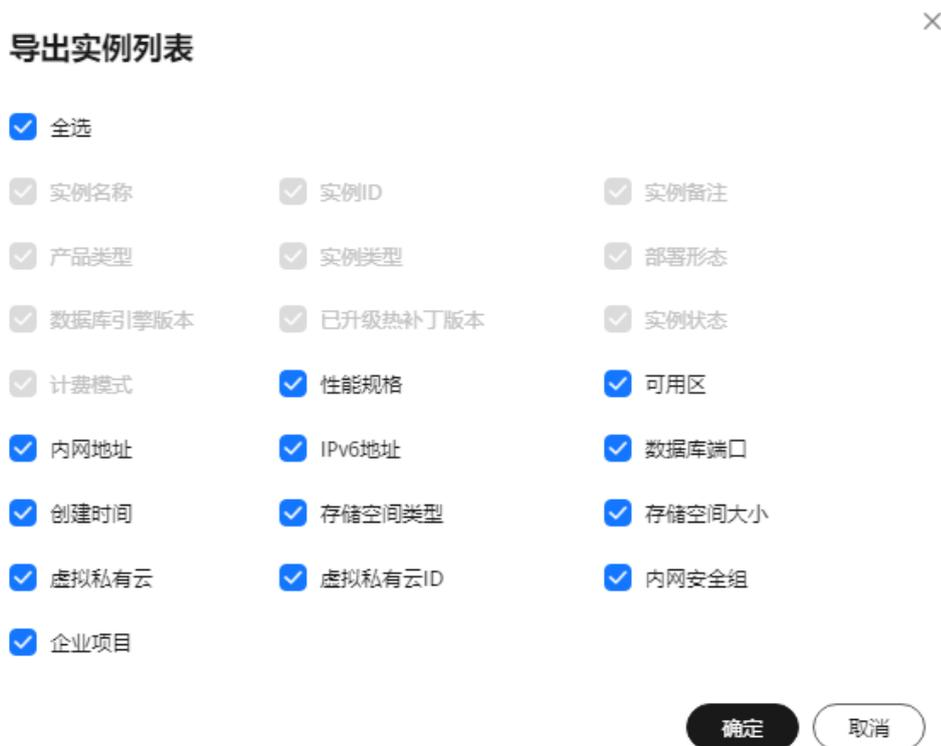 导出实例列表
全选
实例名称 实例ID 实例备注
产品类型 实例类型 部署形态
数据库引擎版本 已升级热补丁版本 实例状态
计费模式 性能规格 可用区
内网地址 IPv6地址 数据库端口
创建时间 存储空间类型 存储空间大小
虚拟私有云 虚拟私有云ID 内网安全组
企业项目
确定 取消